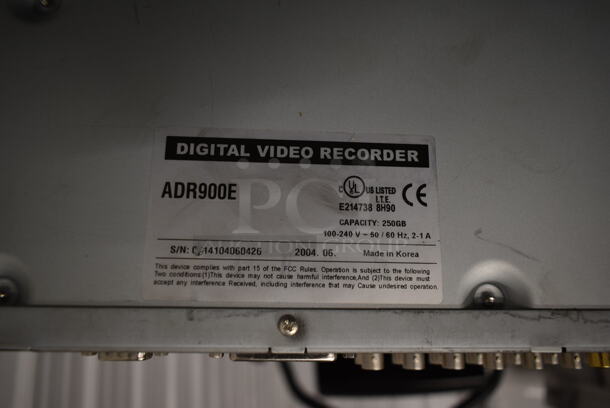 DIGITAL VIDEO RECORDER
ADR900E
C UL US LISTED CE
I.T.E.
E214738 8H90
CAPACITY: 250GB
100-240 V ~ 50 / 60 Hz, 2-1 A
S/N: 14104060426 2004. 06. Made in Korea
This device complies with part 15 of the FCC Rules. Operation is subject to the following
Two conditions:(1)This device may not cause harmful interference,And (2)This device must
accept any interference Received, including interference that may Cause undesired operation.